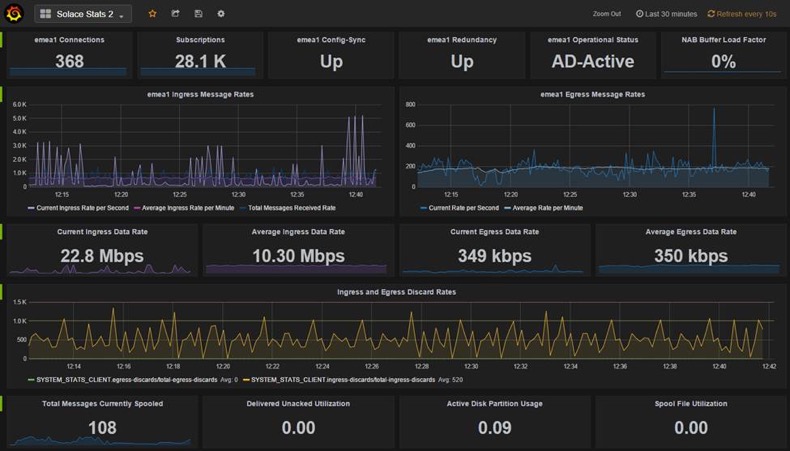 Solace Stats 2
Zoom Out Last 30 minutes Refresh every 10s
emea1 Connections
368
Subscriptions
28.1 K
emea1 Config-Sync
Up
emea1 Redundancy
Up
emea1 Operational Status
AD-Active
NAB Buffer Load Factor
0%
emea1 Ingress Message Rates
6.0 K
5.0 K
4.0 K
3.0 K
2.0 K
1.0 K
0
12:15 12:20 12:25 12:30 12:35 12:40
Current Ingress Rate per Second Average Ingress Rate per Minute Total Messages Received Rate
emea1 Egress Message Rates
800
600
400
200
0
12:15 12:20 12:25 12:30 12:35 12:40
Current Rate per Second Average Rate per Minute
Current Ingress Data Rate
22.8 Mbps
Average Ingress Data Rate
10.30 Mbps
Current Egress Data Rate
349 kbps
Average Egress Data Rate
350 kbps
Ingress and Egress Discard Rates
1.5 K
1.0 K
500
0
12:14 12:16 12:18 12:20 12:22 12:24 12:26 12:28 12:30 12:32 12:34 12:36 12:38 12:40 12:42
SYSTEM_STATS_CLIENT.egress-discards/total-egress-discards Avg: 0 SYSTEM_STATS_CLIENT.ingress-discards/total-ingress-discards Avg: 520
Total Messages Currently Spooled
108
Delivered Unacked Utilization
0.00
Active Disk Partition Usage
0.09
Spool File Utilization
0.00